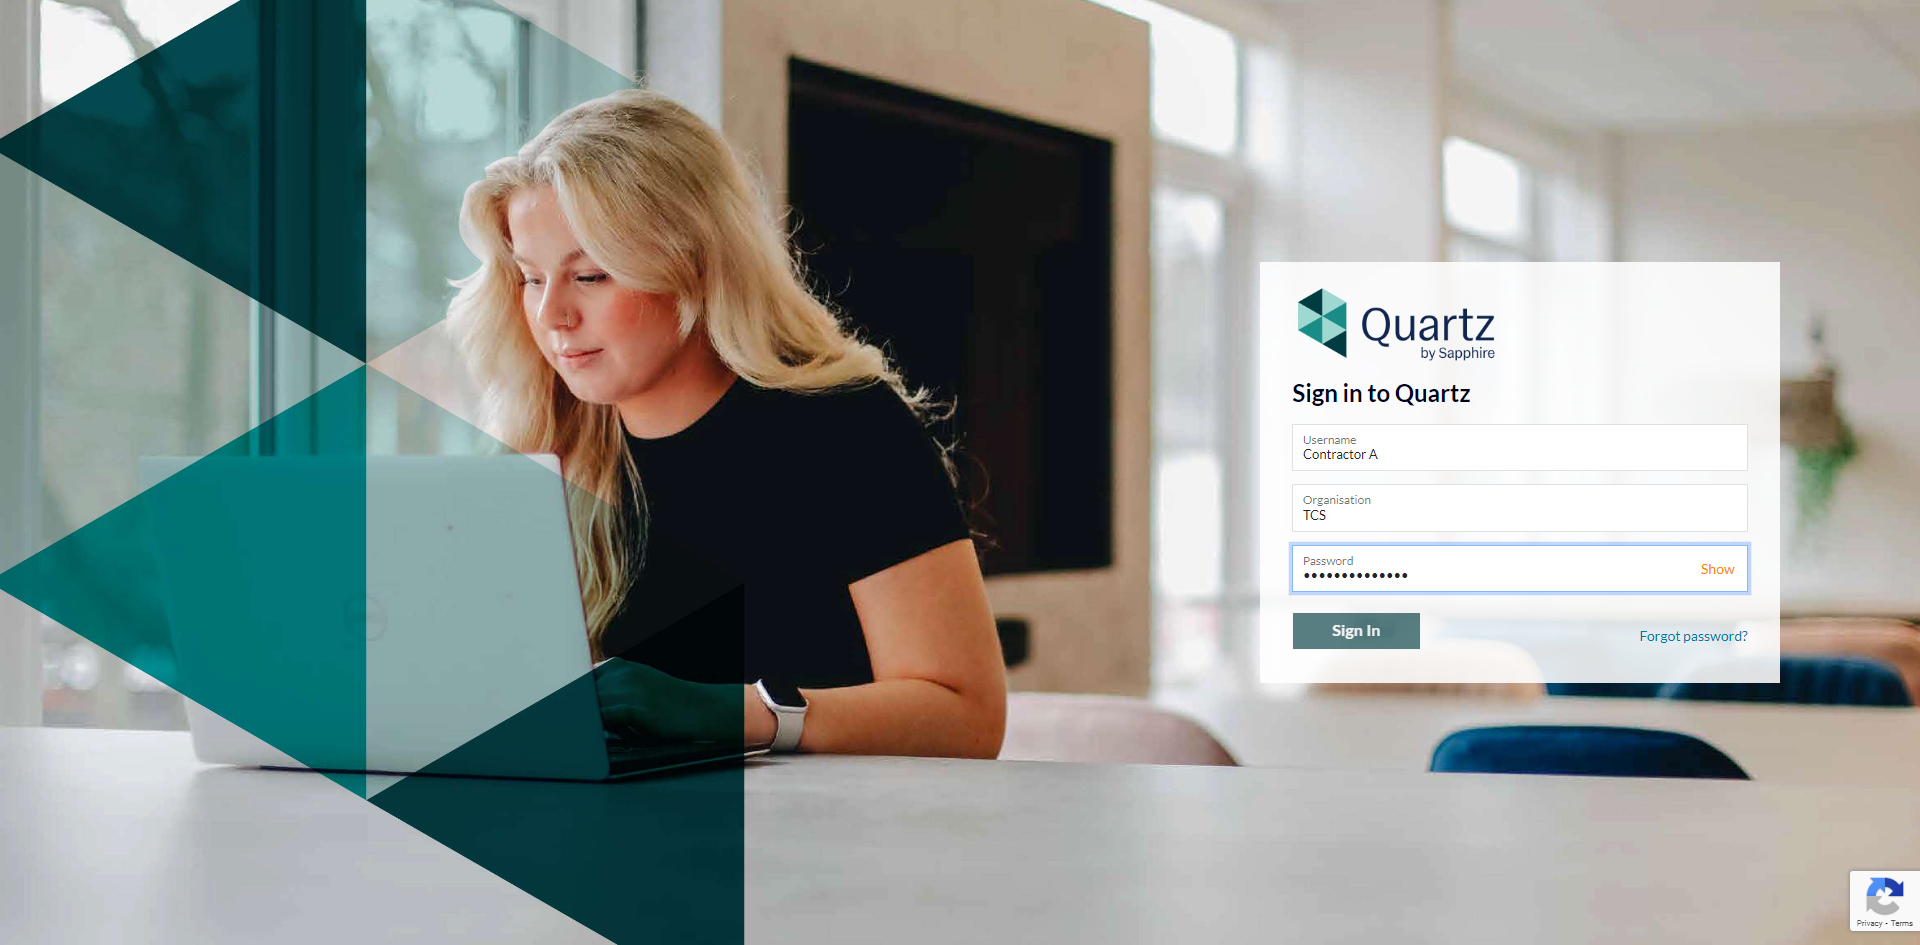 Quartz
by Sapphire
Sign in to Quartz
Username
Contractor A
Organisation
TCS
Password
••••••••••••••
Show
Sign In
Forgot password?
Privacy - Terms